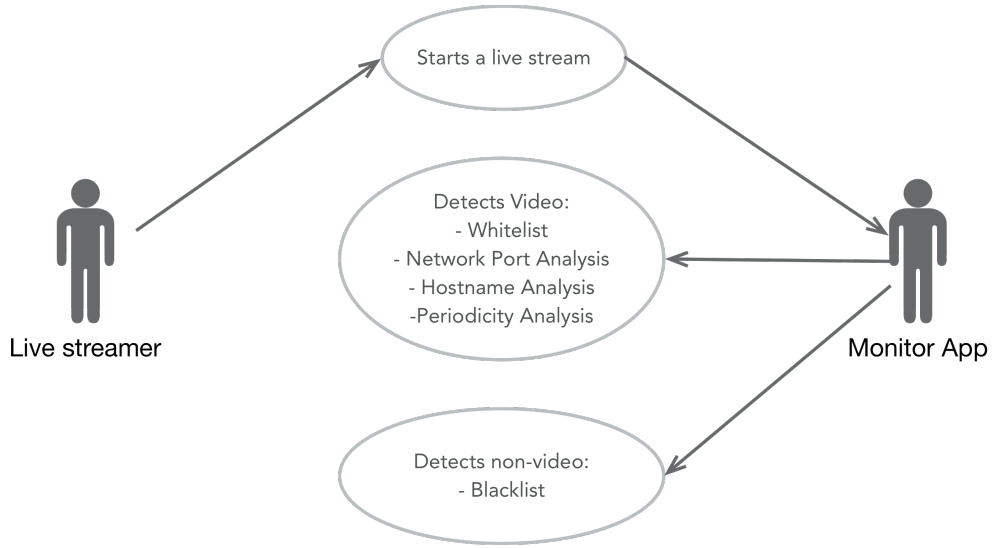 Starts a live stream
Detects Video:
- Whitelist
- Network Port Analysis
- Hostname Analysis
-Periodicity Analysis
Live streamer
Monitor App
Detects non-video:
- Blacklist